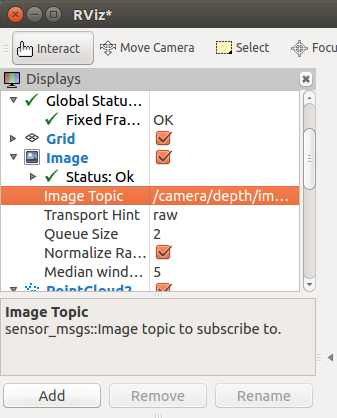 RViz*
Interact Move Camera Select Focu
Displays
Global Statu...
Fixed Fra... OK
Grid
Image
Status: Ok
Image Topic /camera/depth/im...
Transport Hint raw
Queue Size 2
Normalize Ra...
Median wind... 5
PointCloud2
Image Topic
sensor_msgs::Image topic to subscribe to.
Add Remove Rename